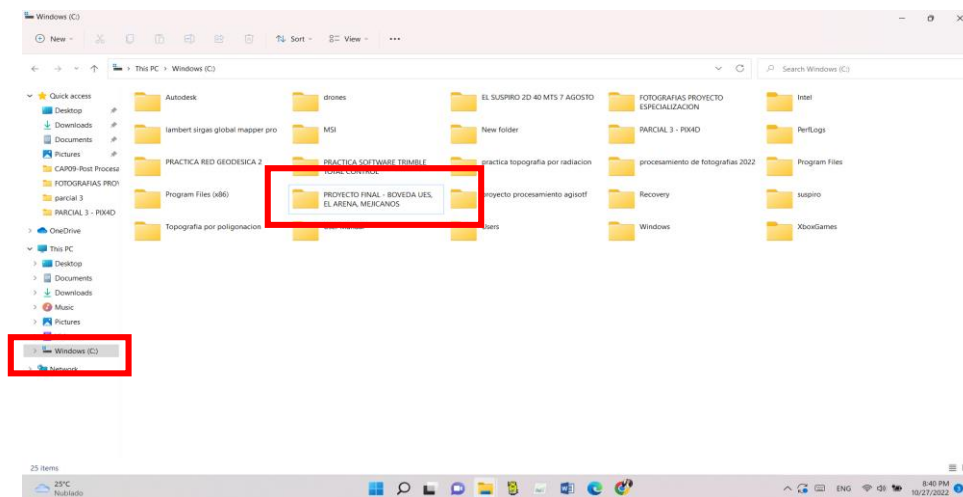 Windows (C:)
New
Sort
View
This PC > Windows (C:)
Search Windows (C:)
Quick access
Desktop
Downloads
Documents
Pictures
CAP09-Post Procesa
FOTOGRAFIAS PROY
parcial 3
PARCIAL 3 - PIX4D
OneDrive
This PC
Desktop
Documents
Downloads
Music
Pictures
Windows (C:)
Network
Autodesk
drones
EL SUSPIRO 2D 40 MTS 7 AGOSTO
FOTOGRAFIAS PROYECTO
ESPECIALIZACION
Intel
lambert sirgas global mapper pro
MSI
New folder
PARCIAL 3 - PIX4D
PerfLogs
PRACTICA RED GEODESICA 2
PRACTICA SOFTWARE TRIMBLE
TOTAL CONTROL
practica topografia por radiacion
procesamiento de fotografias 2022
Program Files
Program Files (x86)
PROYECTO FINAL - BOVEDA UES,
EL ARENA, MEJICANOS
proyecto procesamiento agisotf
Recovery
suspiro
Topografia por poligonacion
User Manual
Users
Windows
XboxGames
25 items
25°C
Nublado
ENG
8:40 PM
10/27/2022